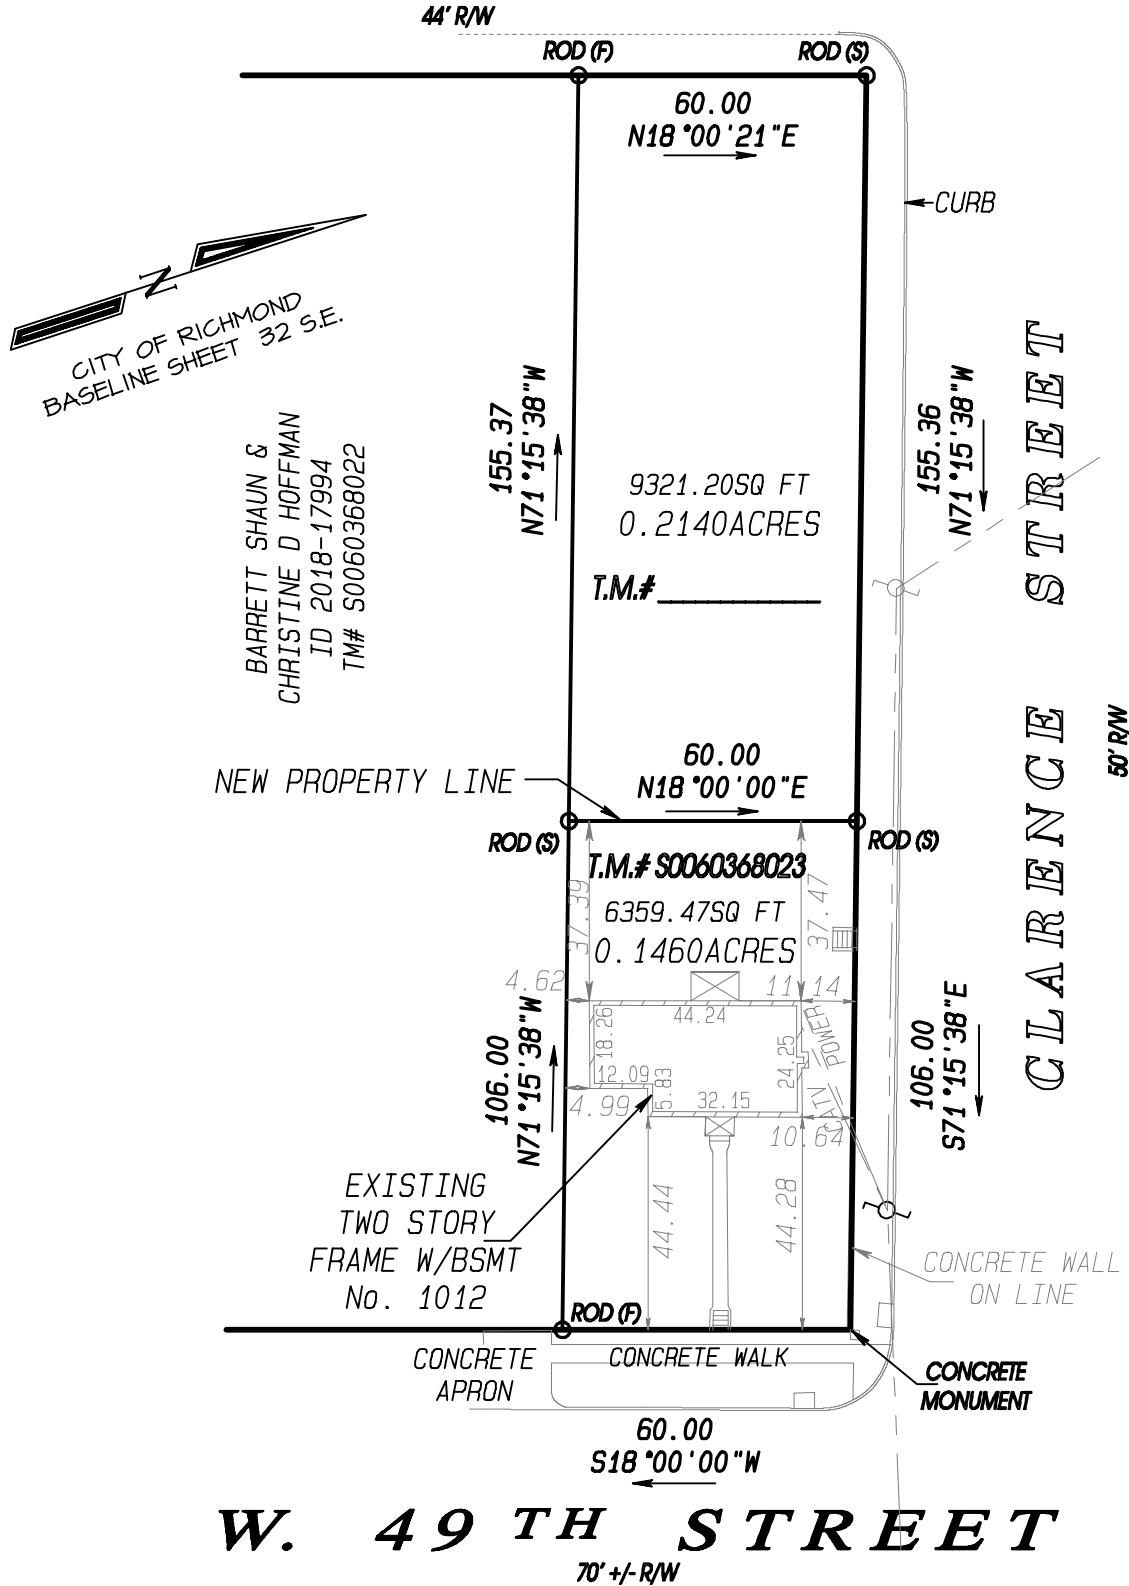 44' R/W
ROD (F)
ROD (S)
60.00
N18°00'21"E
CURB
N
CITY OF RICHMOND
BASELINE SHEET 32 S.E.
BARRETT SHAUN &
CHRISTINE D HOFFMAN
ID 2018-17994
TM# S0060368022
155.37
N71°15'38"W
155.36
N71°15'38"W
9321.20SQ FT
0.2140ACRES
T.M.#
CLARENCE STREET
50' R/W
60.00
N18°00'00"E
NEW PROPERTY LINE
ROD (S)
ROD (S)
T.M.# S0060368023
6359.47SQ FT
0.1460ACRES
37.39
37.47
4.62
11.14
44.24
18.26
24.25
12.09
5.83
32.15
4.99
10.64
POWER
CATV
106.00
N71°15'38"W
106.00
S71°15'38"E
44.44
44.28
EXISTING
TWO STORY
FRAME W/BSMT
No. 1012
CONCRETE WALL
ON LINE
ROD (F)
CONCRETE
APRON
CONCRETE WALK
CONCRETE
MONUMENT
60.00
S18°00'00"W
W. 49TH STREET
70' +/- R/W